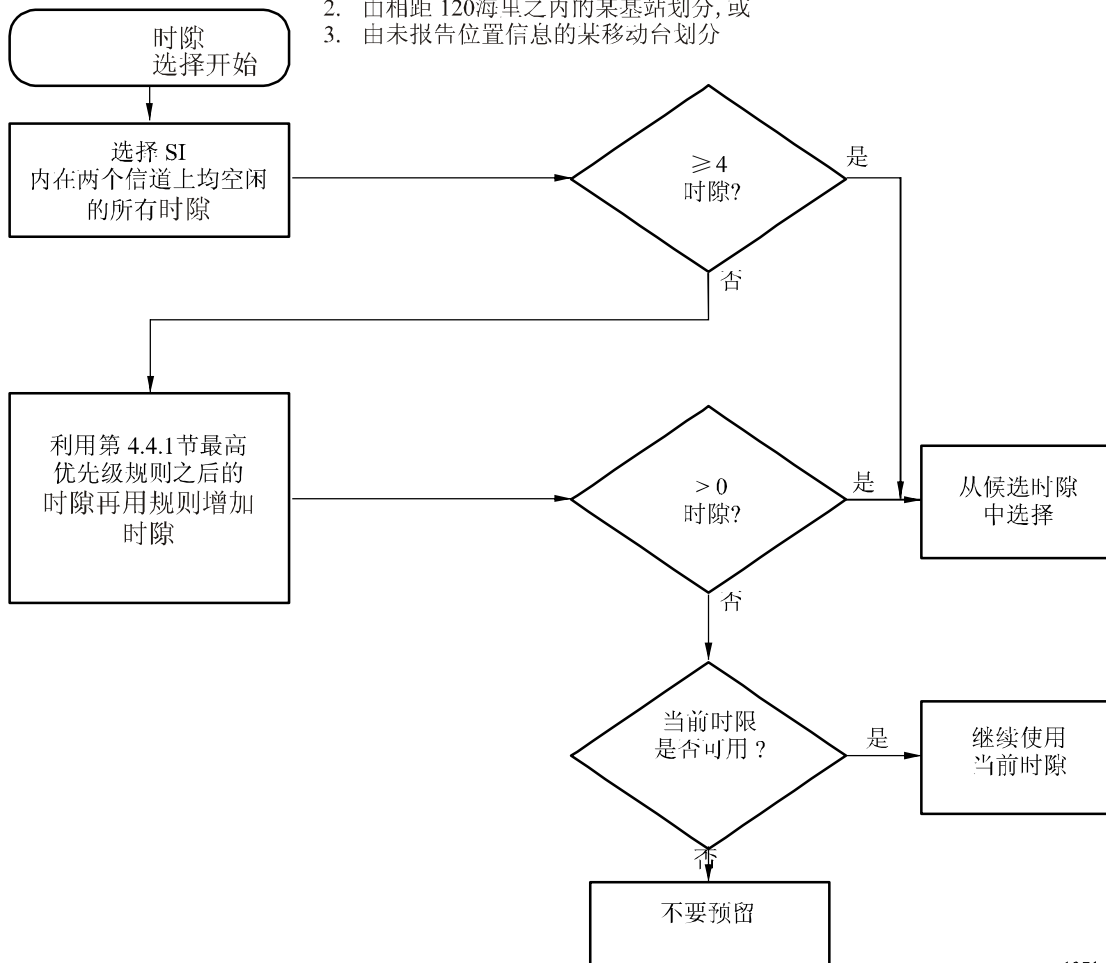 2. 由相距 120海里之内的某基站划分,或
3. 由未报告位置信息的某移动台划分
时隙
选择开始
选择 SI
内在两个信道上均空闲
的所有时隙
≥4
时隙?
是
否
利用第 4.4.1节最高
优先级规则之后的
时隙再用规则增加
时隙
> 0
时隙?
是
从候选时隙
中选择
否
当前时限
是否可用?
是
继续使用
当前时隙
否
不要预留